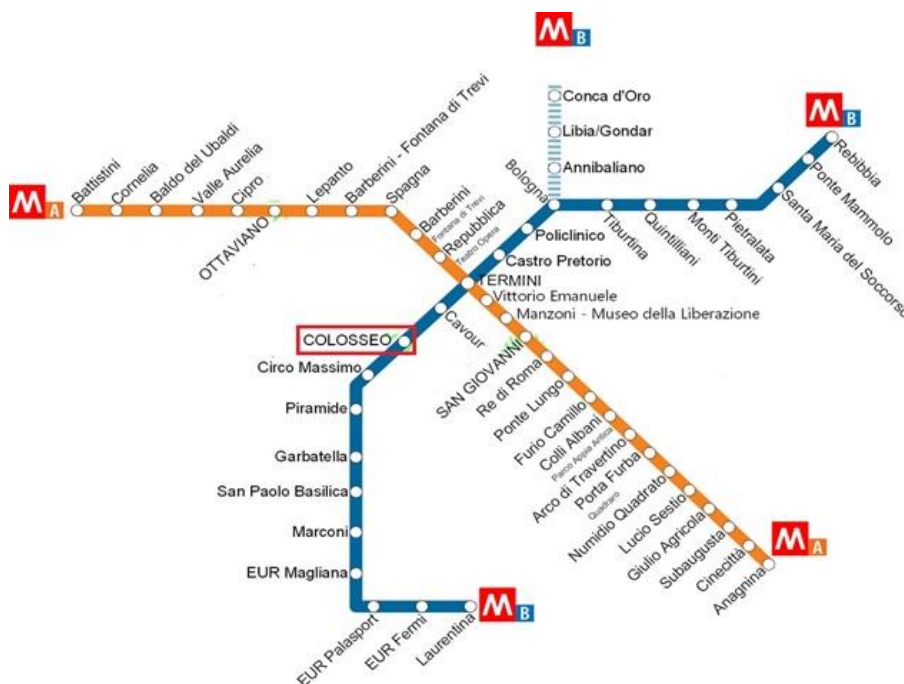 M B
Conca d'Oro
Libia/Gondar
Annibaliano
M B
Rebibbia
Ponte Mammolo
Santa Maria del Soccorso
Pietralata
Monti Tiburtini
Quintilliani
Tiburtina
Bologna
Policlinico
Castro Pretorio
M A
Battistini
Cornelia
Baldo del Ubaldi
Valle Aurelia
Cipro
OTTAVIANO
Lepanto
Barberini - Fontana di Trevi
Spagna
Barberini
Fontana di Trevi
Repubblica
Teatro Opera
TERMINI
Vittorio Emanuele
Manzoni - Museo della Liberazione
SAN GIOVANNI
Re di Roma
Ponte Lungo
Furio Camillo
Colli Albani
Parco Appia Antica
Arco di Travertino
Porta Furba
Quadraro
Numidio Quadrato
Lucio Sestio
Giulio Agricola
Subaugusta
Cinecittà
Anagnina
M A
Cavour
COLOSSEO
Circo Massimo
Piramide
Garbatella
San Paolo Basilica
Marconi
EUR Magliana
EUR Palasport
EUR Fermi
Laurentina
M B